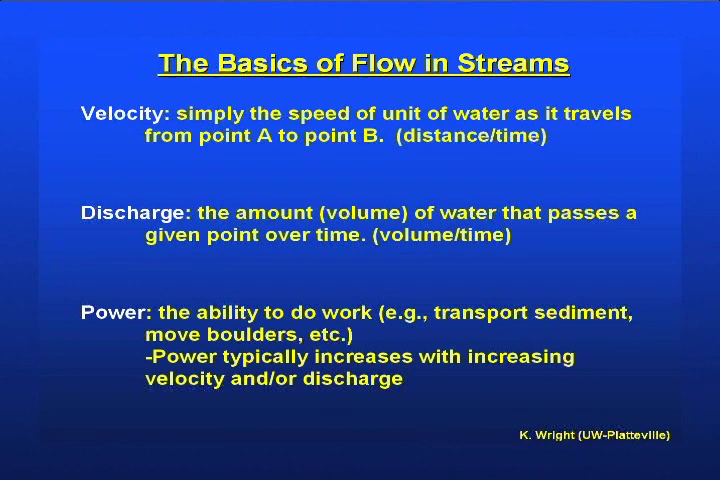 The Basics of Flow in Streams
Velocity: simply the speed of unit of water as it travels
from point A to point B. (distance/time)
Discharge: the amount (volume) of water that passes a
given point over time. (volume/time)
Power: the ability to do work (e.g., transport sediment,
move boulders, etc.)
-Power typically increases with increasing
velocity and/or discharge
K. Wright (UW-Platteville)